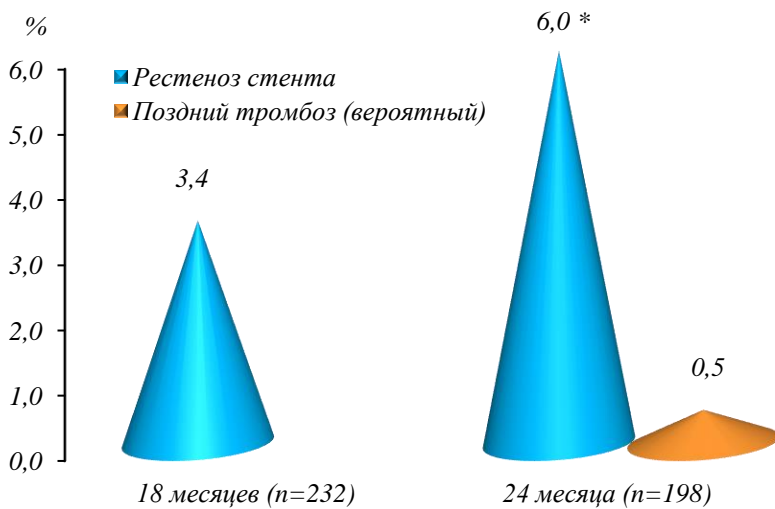 %
6,0 *
6,0
Рестеноз стента
5,0
Поздний тромбоз (вероятный)
4,0
3,4
3,0
2,0
1,0
0,5
0,0
18 месяцев (n=232)
24 месяца (n=198)